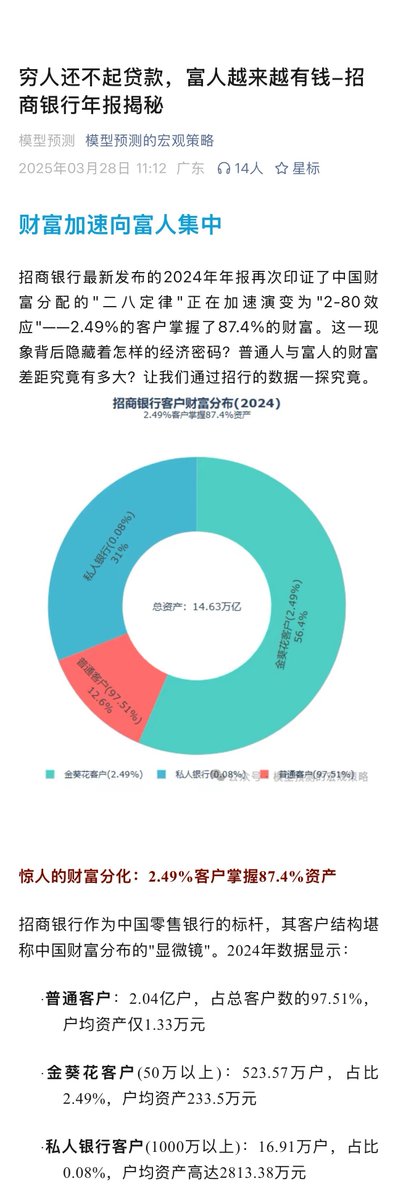 穷人还不起贷款，富人越来越有钱–招
商银行年报揭秘
模型预测 模型预测的宏观策略
2025年03月28日 11:12 广东 14人 星标
财富加速向富人集中
招商银行最新发布的2024年年报再次印证了中国财
富分配的"二八定律"正在加速演变为"2-80效
应"——2.49%的客户掌握了87.4%的财富。这一现
象背后隐藏着怎样的经济密码？普通人与富人的财富
差距究竟有多大？让我们通过招行的数据一探究竟。
招商银行客户财富分布(2024)
2.49%客户掌握87.4%资产
私人银行(0.08%)
31%
总资产：14.63万亿
金葵花客户(2.49%)
56.4%
普通客户(97.51%)
12.6%
金葵花客户(2.49%) 私人银行(0.08%) 普通客户(97.51%)
公众号 模型预测的宏观策略
惊人的财富分化：2.49%客户掌握87.4%资产
招商银行作为中国零售银行的标杆，其客户结构堪
称中国财富分布的"显微镜"。2024年数据显示：
·普通客户：2.04亿户，占总客户数的97.51%，
户均资产仅1.33万元
·金葵花客户(50万以上)：523.57万户，占比
2.49%，户均资产233.5万元
·私人银行客户(1000万以上)：16.91万户，占比
0.08%，户均资产高达2813.38万元